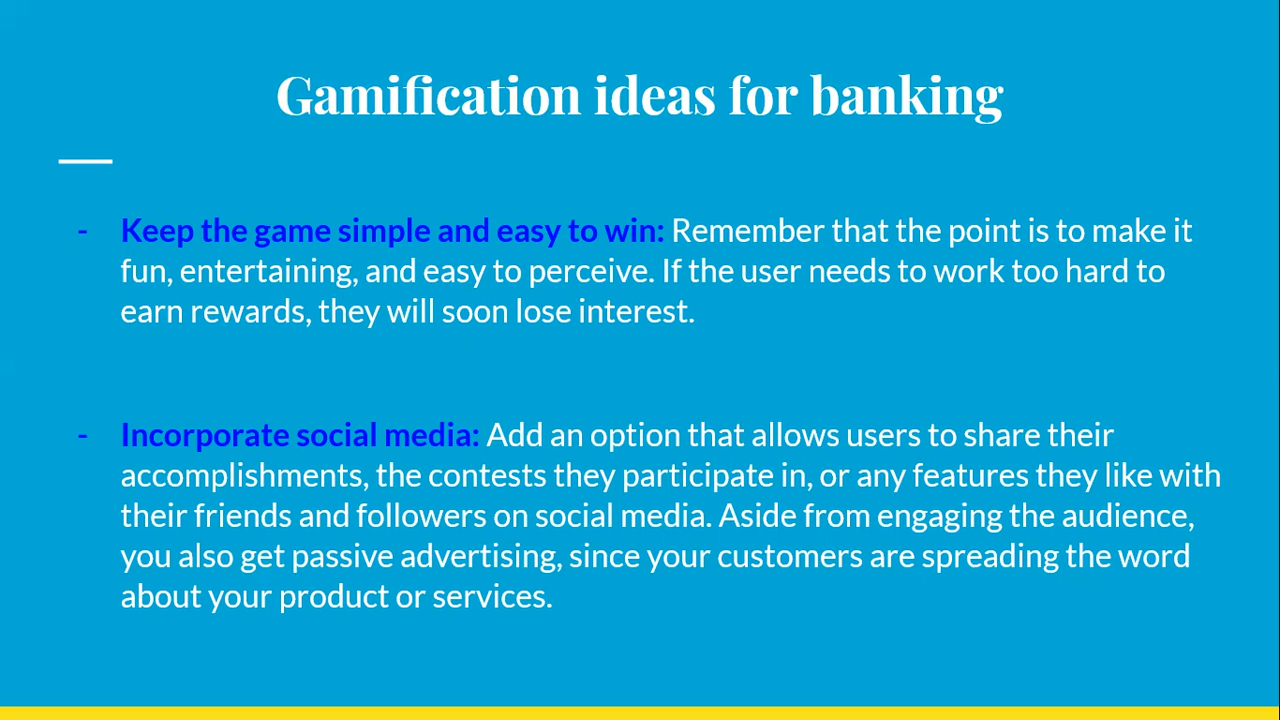 Gamification ideas for banking
- Keep the game simple and easy to win: Remember that the point is to make it
fun, entertaining, and easy to perceive. If the user needs to work too hard to
earn rewards, they will soon lose interest.
- Incorporate social media: Add an option that allows users to share their
accomplishments, the contests they participate in, or any features they like with
their friends and followers on social media. Aside from engaging the audience,
you also get passive advertising, since your customers are spreading the word
about your product or services.